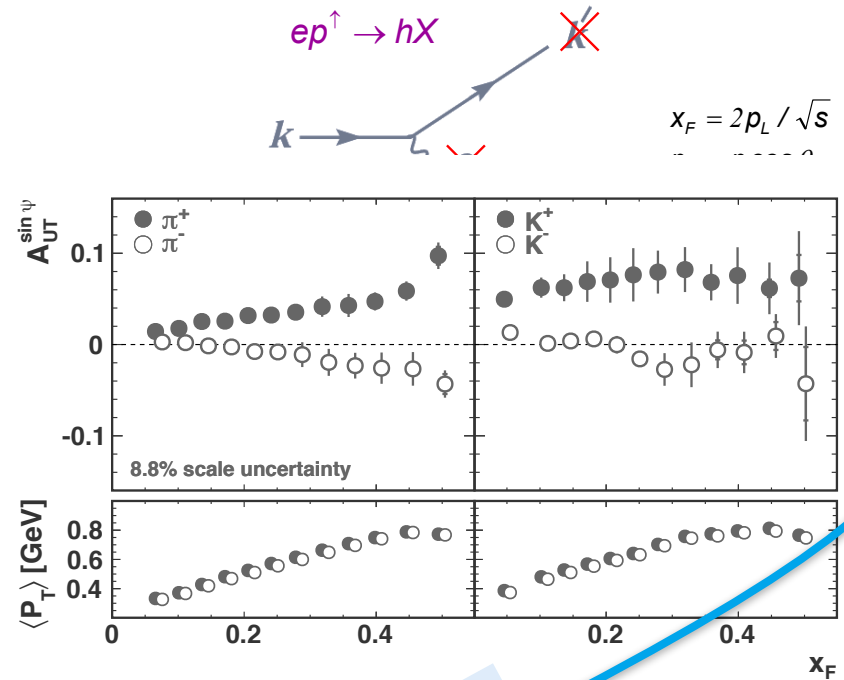 ep↑ → hX
k'
k
x_F = 2p_L / √s
A_UT^sin ψ
π+
π-
K+
K-
0.1
0
-0.1
8.8% scale uncertainty
⟨P_T⟩ [GeV]
0.8
0.6
0.4
0 0.2 0.4 0.2 0.4
x_F